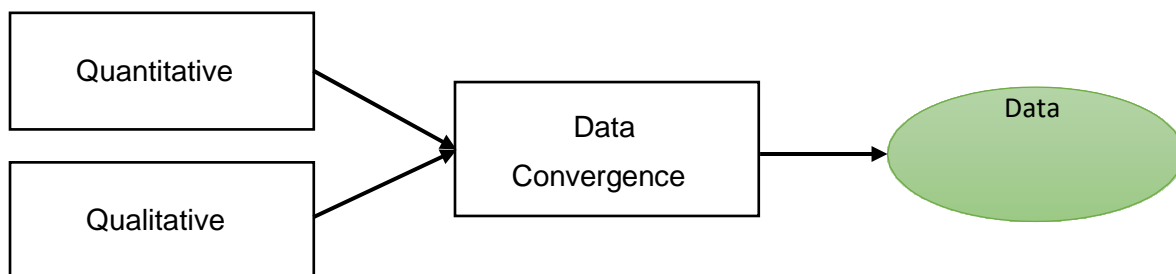 Quantitative
Qualitative
Data
Convergence
Data